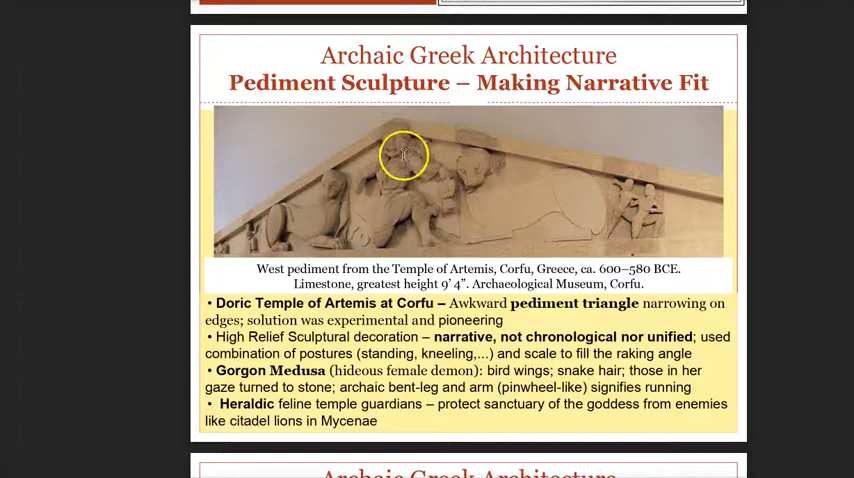 Archaic Greek Architecture
Pediment Sculpture – Making Narrative Fit
West pediment from the Temple of Artemis, Corfu, Greece, ca. 600–580 BCE.
Limestone, greatest height 9' 4”. Archaeological Museum, Corfu.
• Doric Temple of Artemis at Corfu – Awkward pediment triangle narrowing on
edges; solution was experimental and pioneering
• High Relief Sculptural decoration – narrative, not chronological nor unified; used
combination of postures (standing, kneeling,...) and scale to fill the raking angle
• Gorgon Medusa (hideous female demon): bird wings; snake hair; those in her
gaze turned to stone; archaic bent-leg and arm (pinwheel-like) signifies running
• Heraldic feline temple guardians – protect sanctuary of the goddess from enemies
like citadel lions in Mycenae
Archaic Greek Architecture